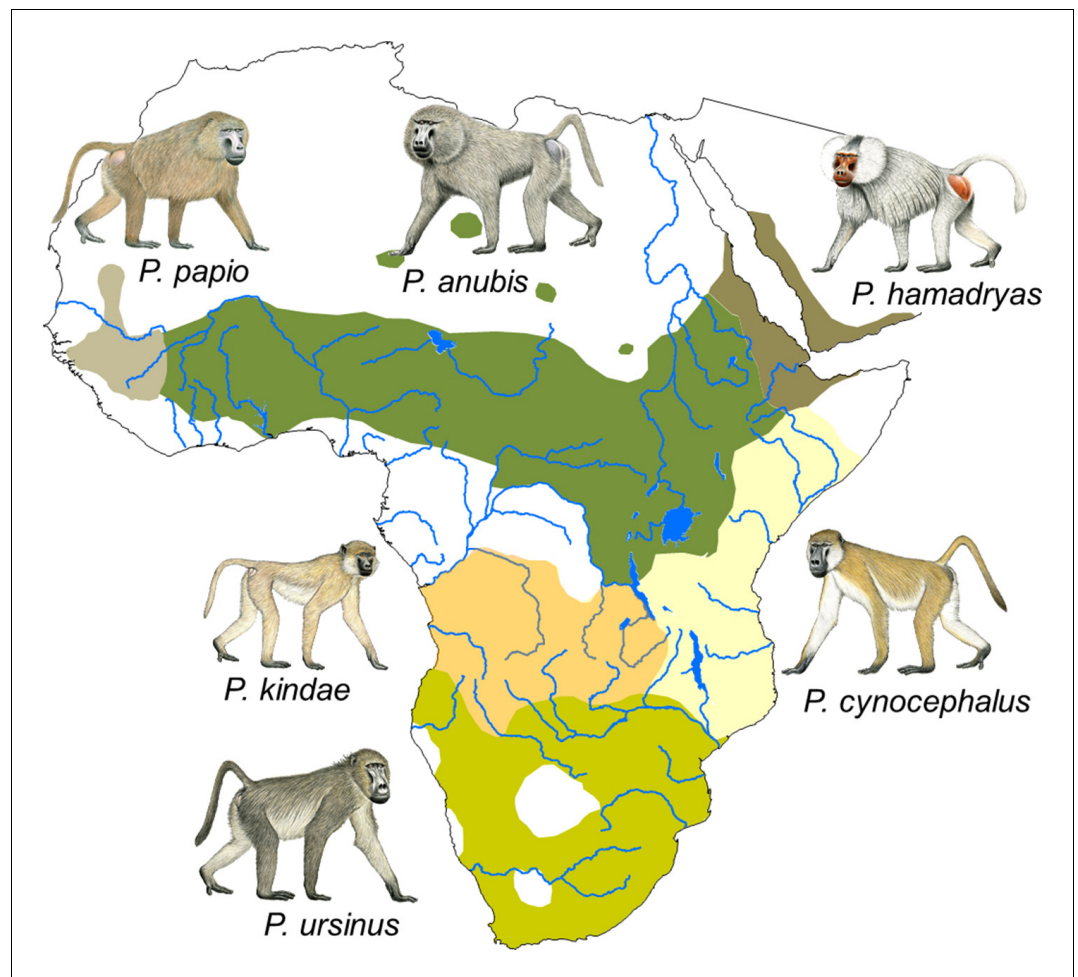 P. papio
P. anubis
P. hamadryas
P. kindae
P. cynocephalus
P. ursinus